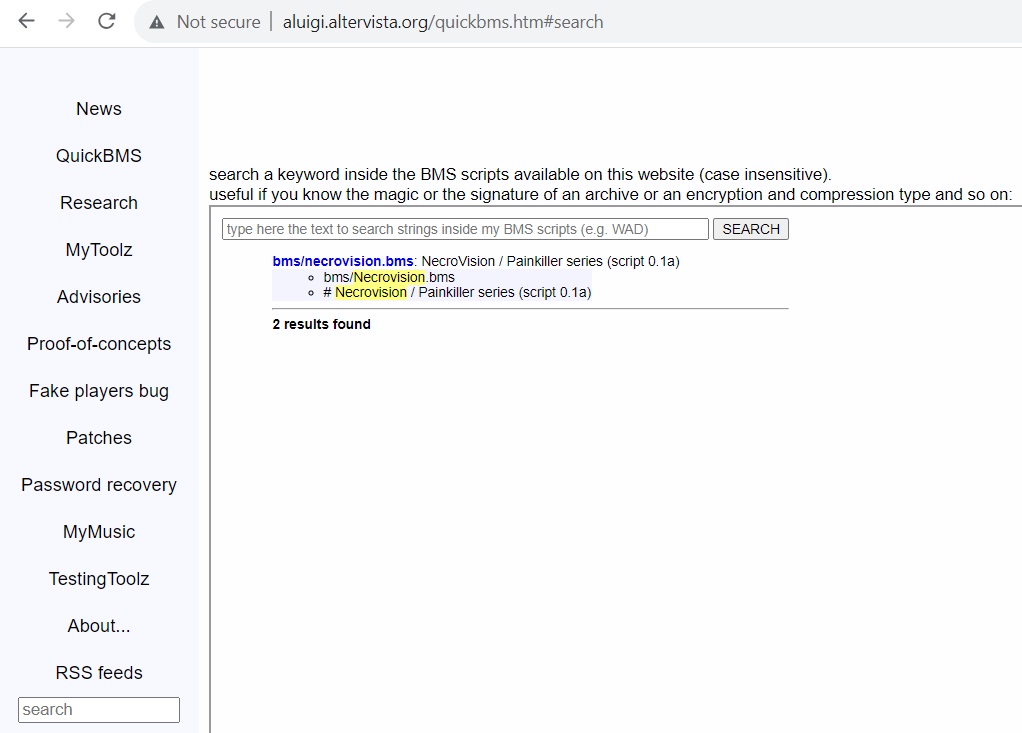 Not secure | aluigi.altervista.org/quickbms.htm#search
News
QuickBMS
Research
MyToolz
Advisories
Proof-of-concepts
Fake players bug
Patches
Password recovery
MyMusic
TestingToolz
About...
RSS feeds
search
search a keyword inside the BMS scripts available on this website (case insensitive).
useful if you know the magic or the signature of an archive or an encryption and compression type and so on:
type here the text to search strings inside my BMS scripts (e.g. WAD) SEARCH
bms/necrovision.bms: NecroVision / Painkiller series (script 0.1a)
bms/Necrovision.bms
# Necrovision / Painkiller series (script 0.1a)
2 results found